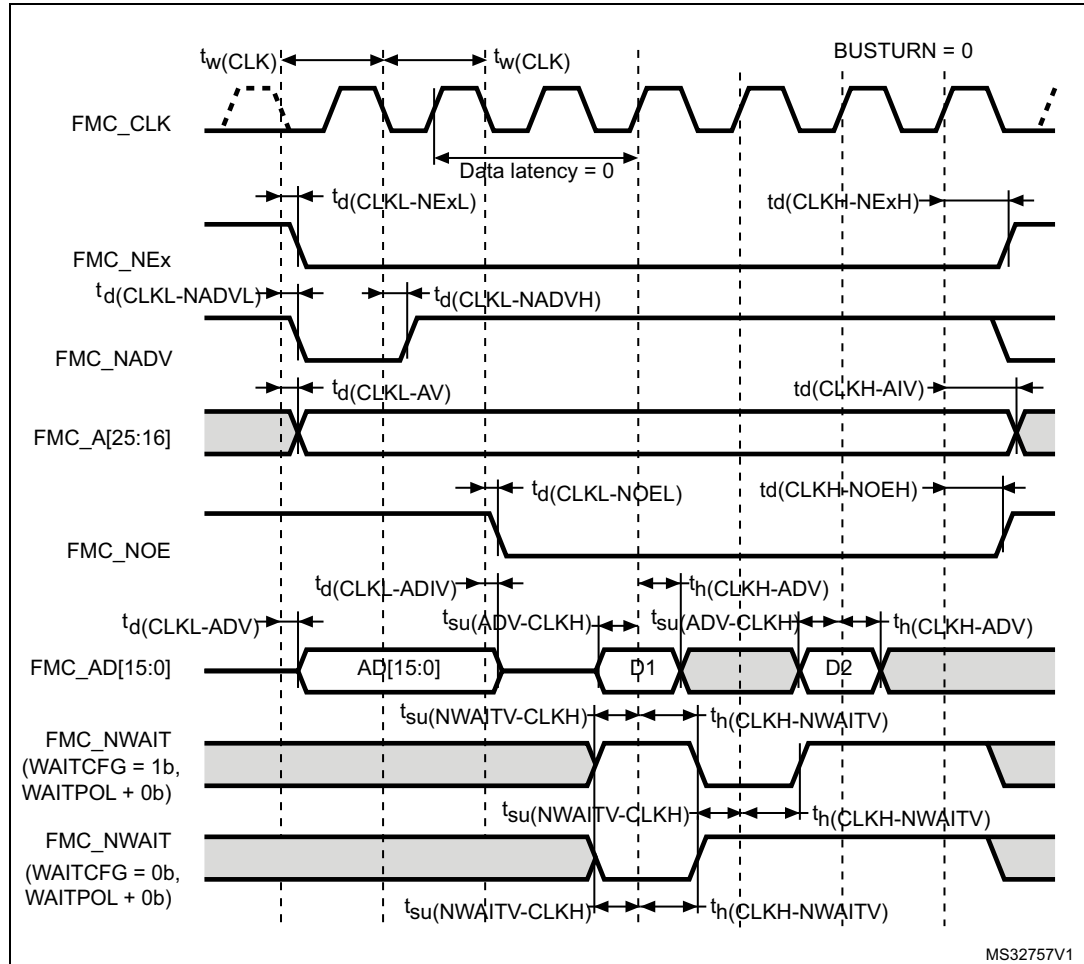 tw(CLK) tw(CLK) BUSTURN = 0
FMC_CLK
Data latency = 0
td(CLKL-NExL) td(CLKH-NExH)
FMC_NEx
td(CLKL-NADVL) td(CLKL-NADVH)
FMC_NADV
td(CLKL-AV) td(CLKH-AIV)
FMC_A[25:16]
td(CLKL-NOEL) td(CLKH-NOEH)
FMC_NOE
td(CLKL-ADIV) th(CLKH-ADV)
td(CLKL-ADV) tsu(ADV-CLKH) tsu(ADV-CLKH) th(CLKH-ADV)
FMC_AD[15:0] AD[15:0] D1 D2
tsu(NWAITV-CLKH) th(CLKH-NWAITV)
FMC_NWAIT
(WAITCFG = 1b,
WAITPOL + 0b)
tsu(NWAITV-CLKH) th(CLKH-NWAITV)
FMC_NWAIT
(WAITCFG = 0b,
WAITPOL + 0b)
tsu(NWAITV-CLKH) th(CLKH-NWAITV)
MS32757V1